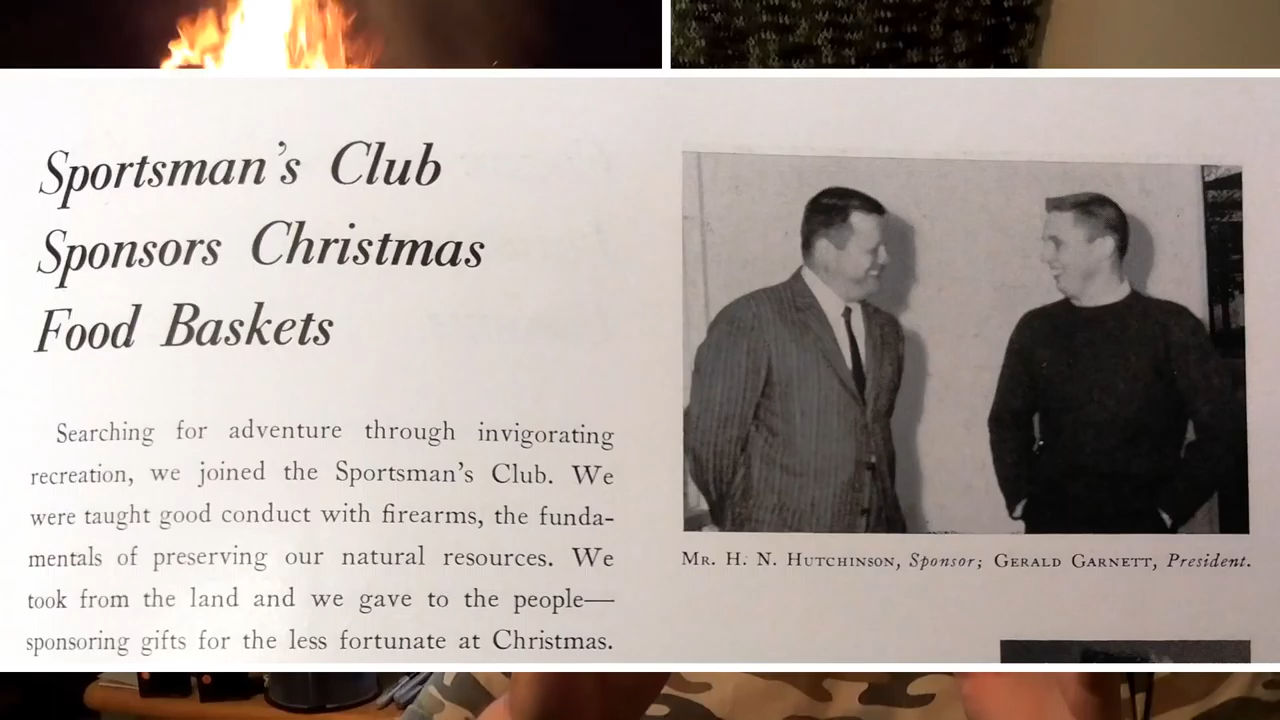 Sportsman's Club
Sponsors Christmas
Food Baskets
Searching for adventure through invigorating
recreation, we joined the Sportsman's Club. We
were taught good conduct with firearms, the funda-
mentals of preserving our natural resources. We
took from the land and we gave to the people—
sponsoring gifts for the less fortunate at Christmas.
Mr. H. N. Hutchinson, Sponsor; Gerald Garnett, President.